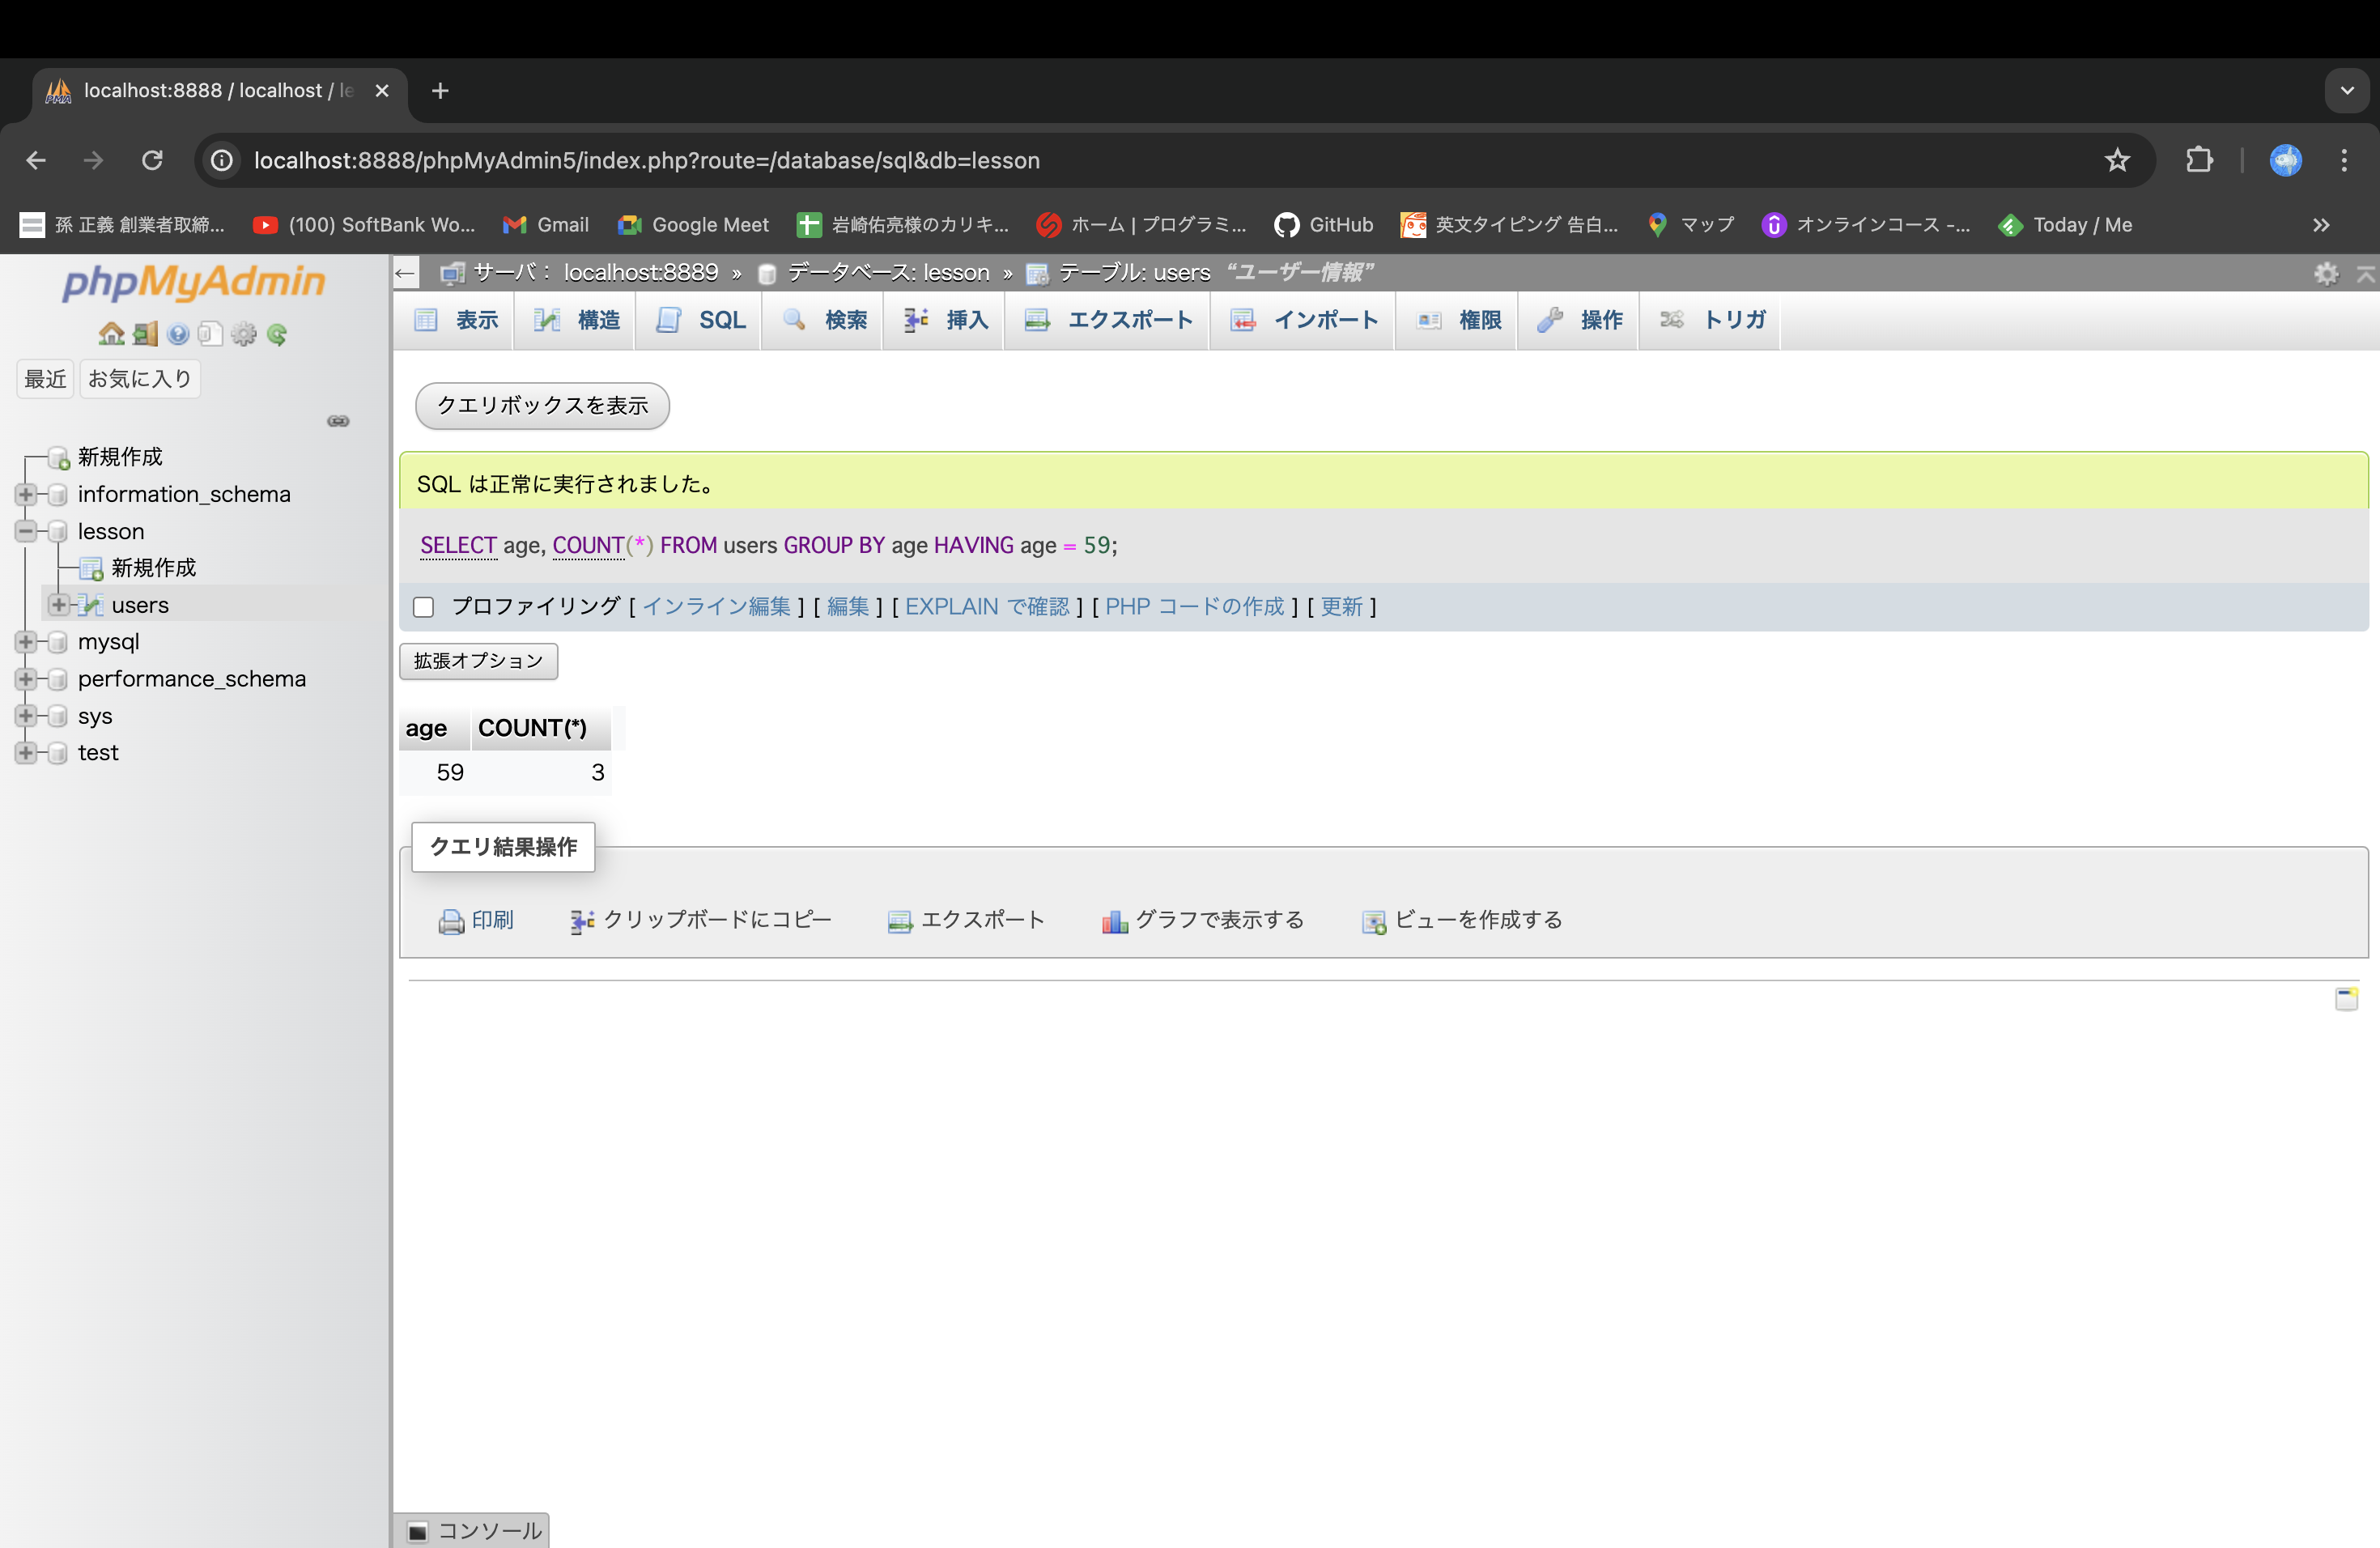 localhost:8888 / localhost / le
localhost:8888/phpMyAdmin5/index.php?route=/database/sql&db=lesson
孫 正義 創業者取締... (100) SoftBank Wo... Gmail Google Meet 岩崎佑亮様のカリキ... ホーム | プログラミ... GitHub 英文タイピング 告白... マップ オンラインコース -... Today / Me
phpMyAdmin
最近 お気に入り
新規作成
information_schema
lesson
新規作成
users
mysql
performance_schema
sys
test
サーバ: localhost:8889 » データベース: lesson » テーブル: users “ユーザー情報”
表示 構造 SQL 検索 挿入 エクスポート インポート 権限 操作 トリガ
クエリボックスを表示
SQL は正常に実行されました。
SELECT age, COUNT(*) FROM users GROUP BY age HAVING age = 59;
プロファイリング [ インライン編集 ] [ 編集 ] [ EXPLAIN で確認 ] [ PHP コードの作成 ] [ 更新 ]
拡張オプション
age COUNT(*)
59 3
クエリ結果操作
印刷 クリップボードにコピー エクスポート グラフで表示する ビューを作成する
コンソール